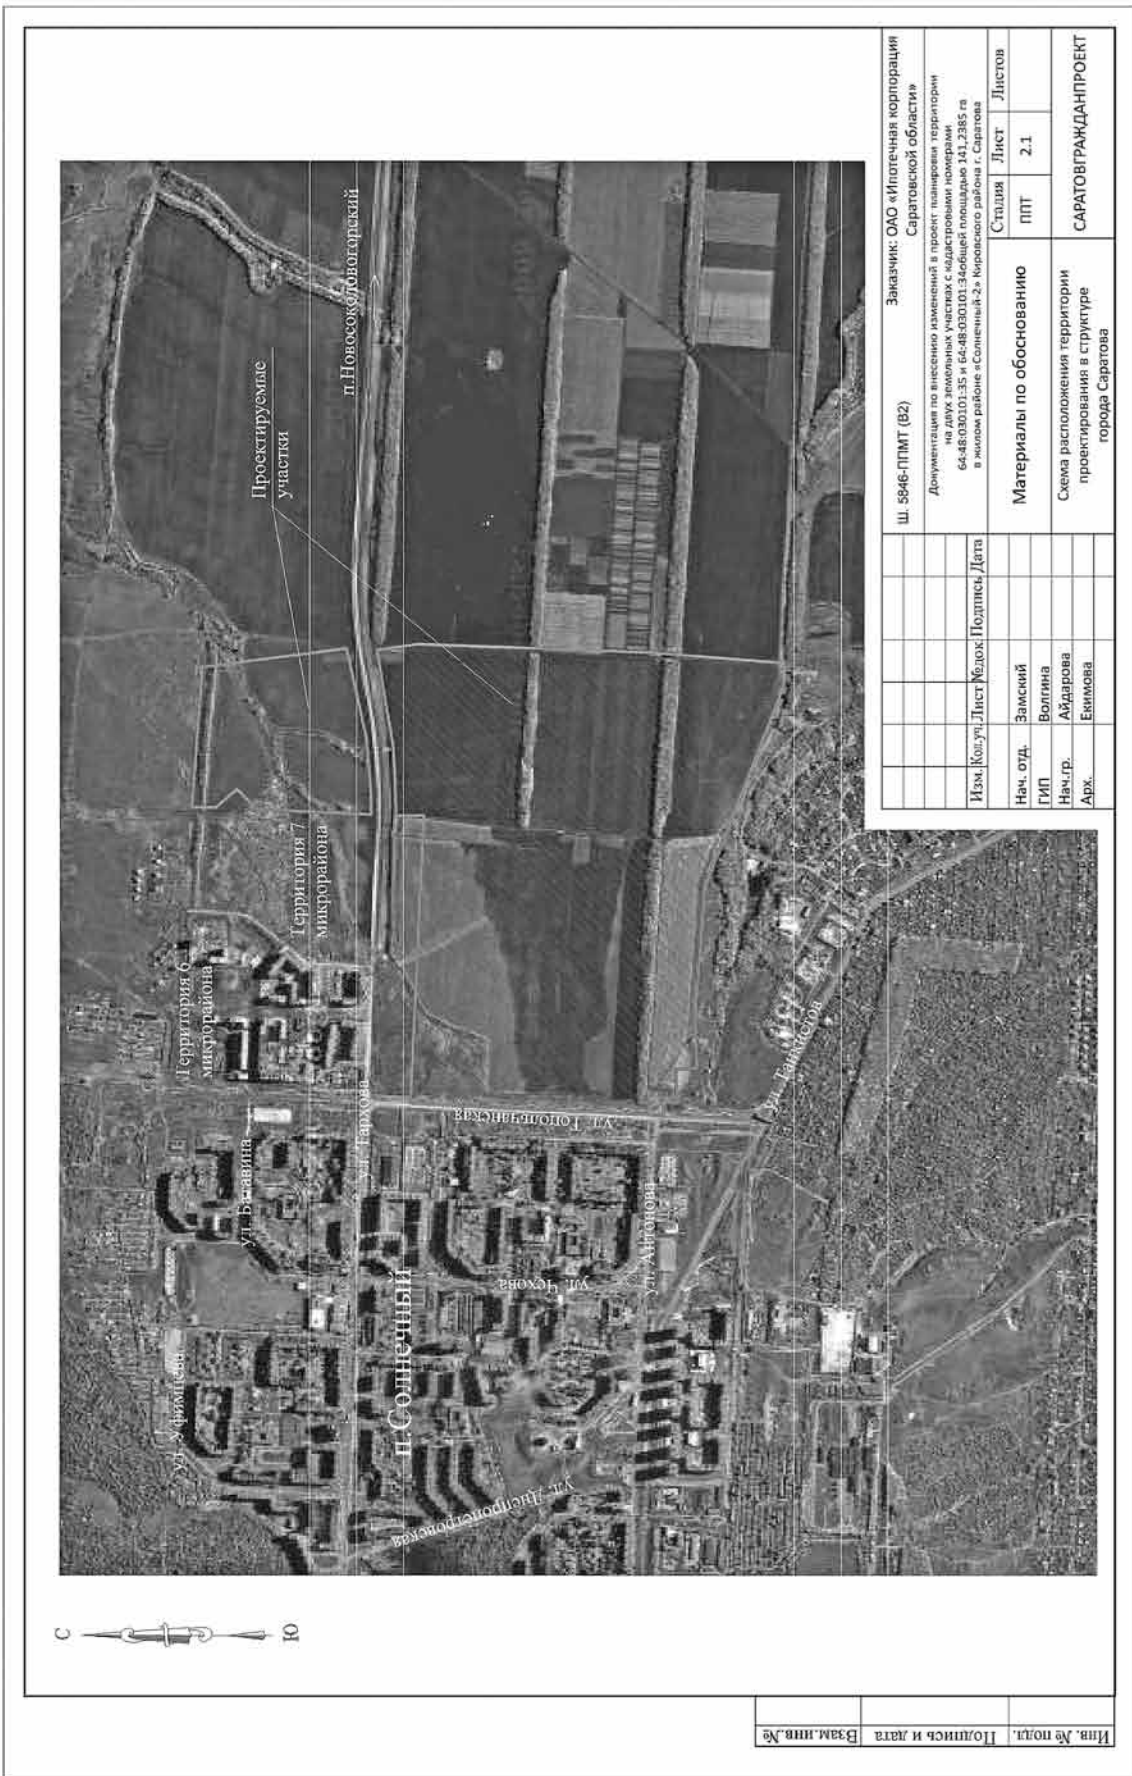 С
Ю
ул. Уфимцева
ул. Батавина
Территория 6
микрорайона
Территория 7
микрорайона
Проектируемые
участки
п.Новосоколовогорский
ул. Тархова
п.Солнечный
ул. Днепропетровская
ул. Чехова
ул. Топольчанская
ул. Антонова
ул. Танкистов
Ш. 5846-ППМТ (В2)
Заказчик: ОАО «Ипотечная корпорация
Саратовской области»
Документация по внесению изменений в проект планировки территории
на двух земельных участках с кадастровыми номерами
64:48:030101:35 и 64:48:030101:34общей площадью 141,2385 га
в жилом районе «Солнечный-2» Кировского района г. Саратова
Изм. Кол.уч. Лист №док. Подпись Дата
Нач. отд. Замский
ГИП Волгина
Нач.гр. Айдарова
Арх. Екимова
Материалы по обоснованию
Стадия Лист Листов
ППТ 2.1
Схема расположения территории
проектирования в структуре
города Саратова
САРАТОВГРАЖДАНПРОЕКТ
Взам.инв.№
Подпись и дата
Инв. № подл.